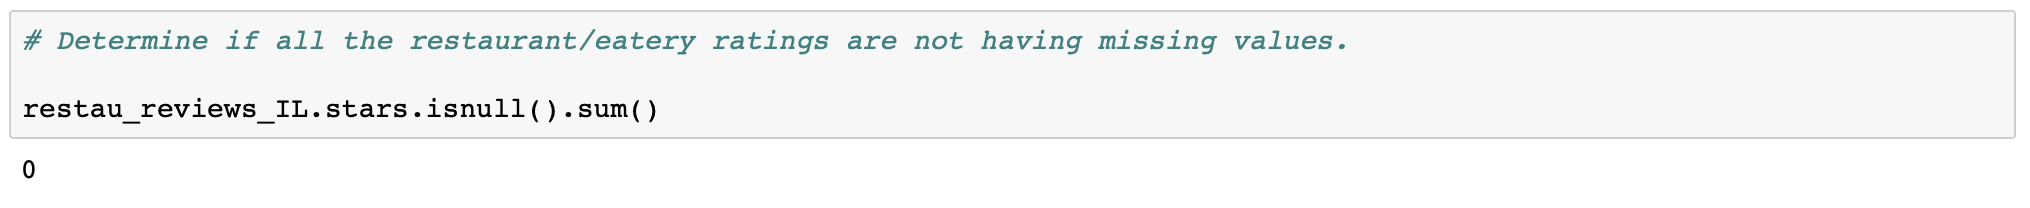 # Determine if all the restaurant/eatery ratings are not having missing values.
restau_reviews_IL.stars.isnull().sum()
0